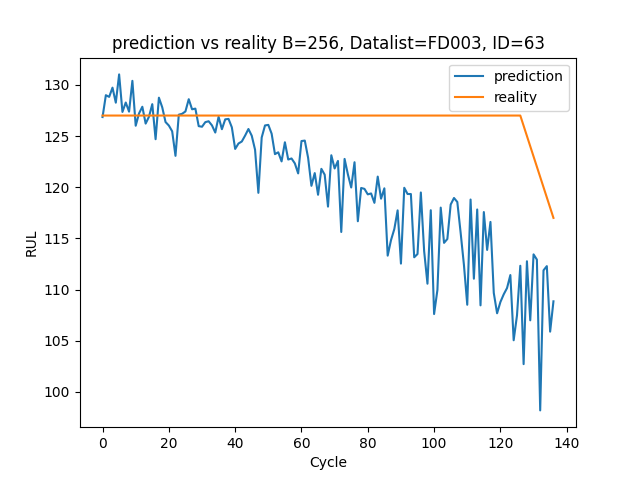 prediction vs reality B=256, Datalist=FD003, ID=63
prediction
reality
RUL
130
125
120
115
110
105
100
0 20 40 60 80 100 120 140
Cycle